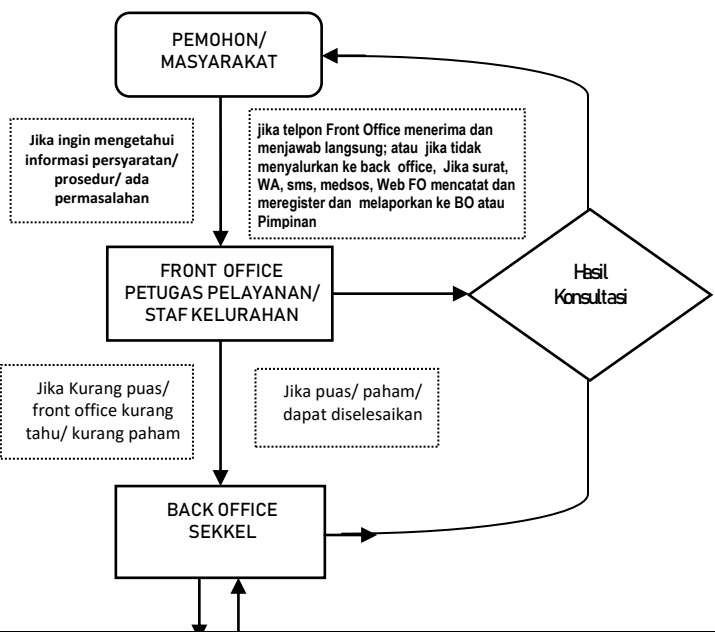 PEMOHON/
MASYARAKAT
Jika ingin mengetahui
informasi persyaratan/
prosedur/ ada
permasalahan
jika telpon Front Office menerima dan
menjawab langsung; atau jika tidak
menyalurkan ke back office, Jika surat,
WA, sms, medsos, Web FO mencatat dan
meregister dan melaporkan ke BO atau
Pimpinan
FRONT OFFICE
PETUGAS PELAYANAN/
STAF KELURAHAN
Hasil
Konsultasi
Jika Kurang puas/
front office kurang
tahu/ kurang paham
Jika puas/ paham/
dapat diselesaikan
BACK OFFICE
SEKKEL